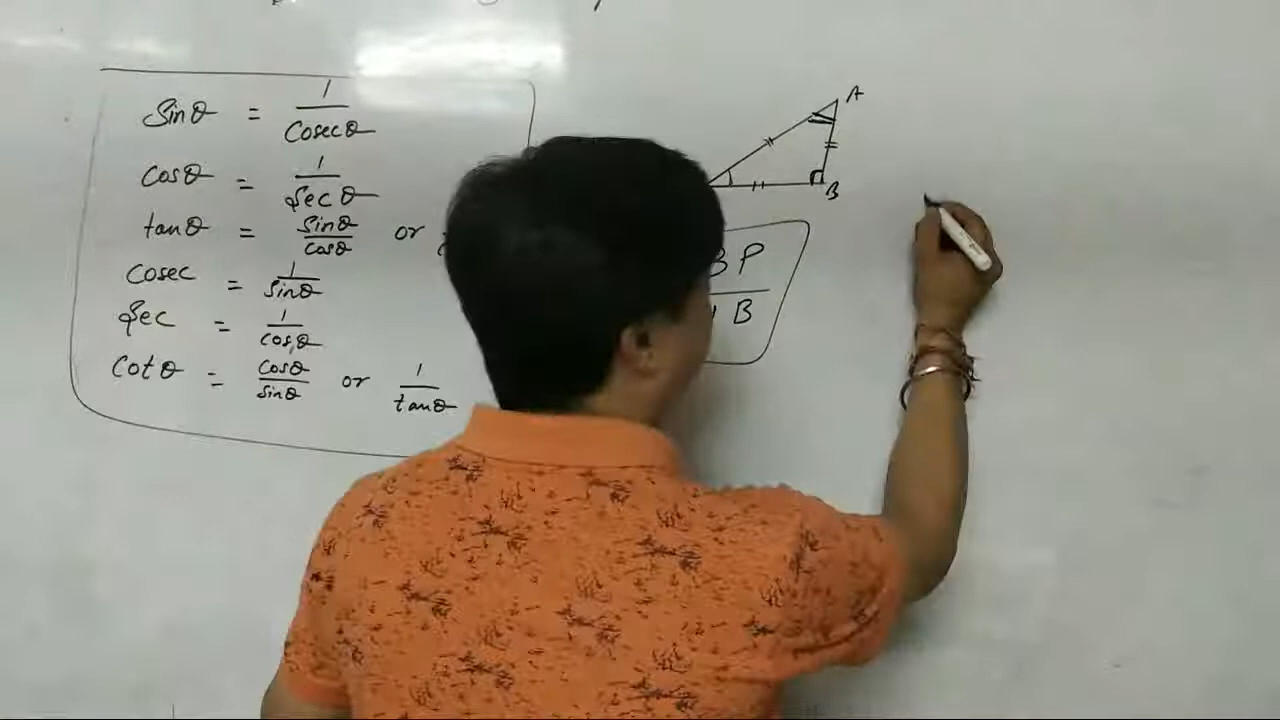 Sinθ = 1/Cosecθ
Cosθ = 1/Secθ
tanθ = Sinθ/Cosθ or
Cosec = 1/Sinθ
Sec = 1/Cosθ
Cotθ = Cosθ/Sinθ or 1/tanθ
A
B
P
B